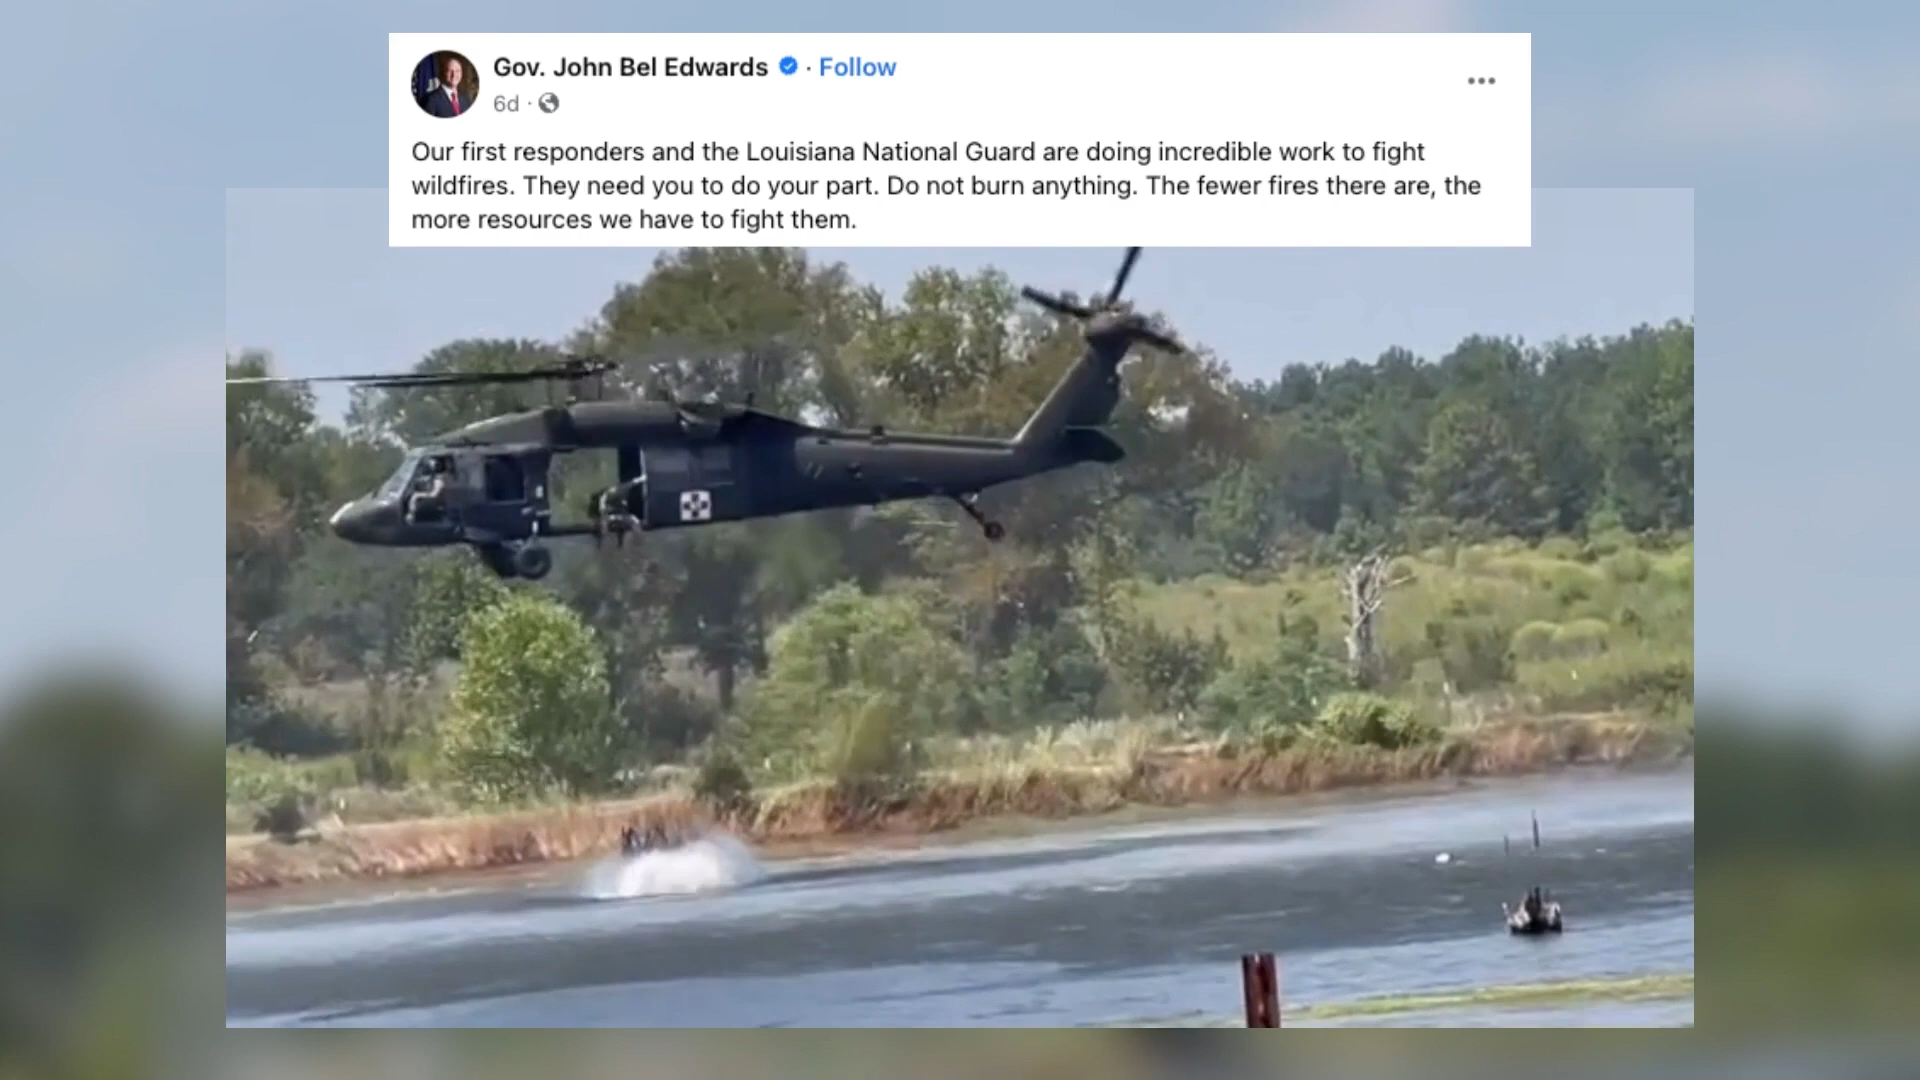 Gov. John Bel Edwards · Follow
6d ·
Our first responders and the Louisiana National Guard are doing incredible work to fight
wildfires. They need you to do your part. Do not burn anything. The fewer fires there are, the
more resources we have to fight them.